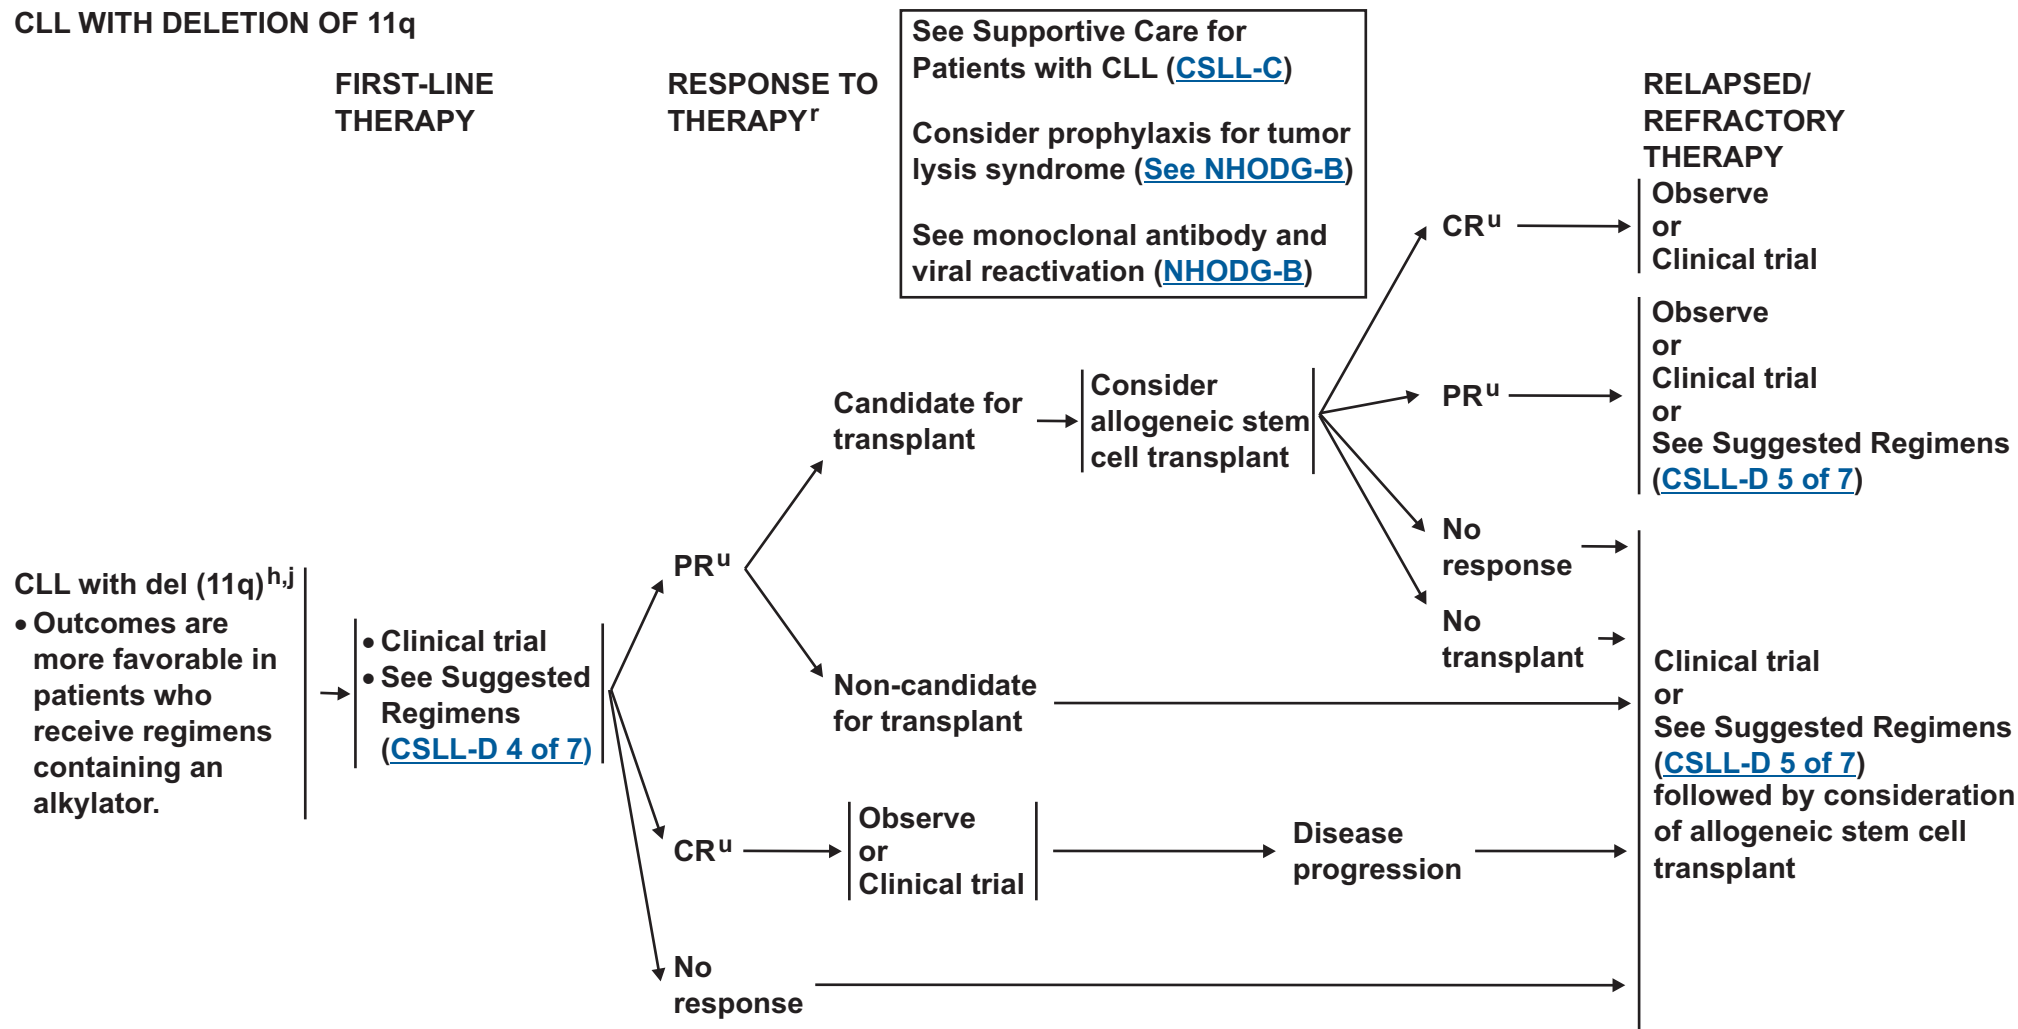 CLL WITH DELETION OF 11q
FIRST-LINE
THERAPY
RESPONSE TO
THERAPYr
See Supportive Care for
Patients with CLL (CSLL-C)
Consider prophylaxis for tumor
lysis syndrome (See NHODG-B)
See monoclonal antibody and
viral reactivation (NHODG-B)
RELAPSED/
REFRACTORY
THERAPY
CLL with del (11q)h,j
• Outcomes are
more favorable in
patients who
receive regimens
containing an
alkylator.
• Clinical trial
• See Suggested
Regimens
(CSLL-D 4 of 7)
PRu
Candidate for
transplant
Consider
allogeneic stem
cell transplant
CRu
Observe
or
Clinical trial
PRu
Observe
or
Clinical trial
or
See Suggested Regimens
(CSLL-D 5 of 7)
No
response
No
transplant
Non-candidate
for transplant
CRu
Observe
or
Clinical trial
Disease
progression
No
response
Clinical trial
or
See Suggested Regimens
(CSLL-D 5 of 7)
followed by consideration
of allogeneic stem cell
transplant